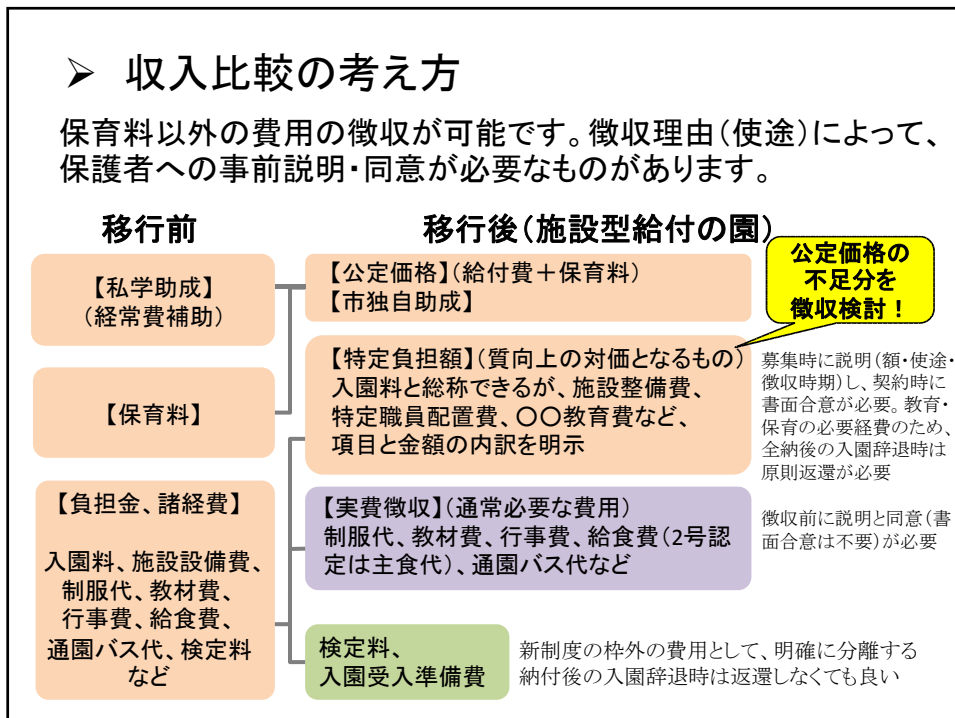 ➢ 収入比較の考え方
保育料以外の費用の徴収が可能です。徴収理由（使途）によって、
保護者への事前説明・同意が必要なものがあります。
移行前
移行後（施設型給付の園）
公定価格の
不足分を
徴収検討！
【私学助成】
（経常費補助）
【公定価格】（給付費＋保育料）
【市独自助成】
【保育料】
【特定負担額】（質向上の対価となるもの）
入園料と総称できるが、施設整備費、
特定職員配置費、〇〇教育費など、
項目と金額の内訳を明示
募集時に説明（額・使途・
徴収時期）し、契約時に
書面合意が必要。教育・
保育の必要経費のため、
全納後の入園辞退時は
原則返還が必要
【負担金、諸経費】
入園料、施設設備費、
制服代、教材費、
行事費、給食費、
通園バス代、検定料
など
【実費徴収】（通常必要な費用）
制服代、教材費、行事費、給食費（2号認
定は主食代）、通園バス代など
徴収前に説明と同意（書
面合意は不要）が必要
検定料、
入園受入準備費
新制度の枠外の費用として、明確に分離する
納付後の入園辞退時は返還しなくても良い